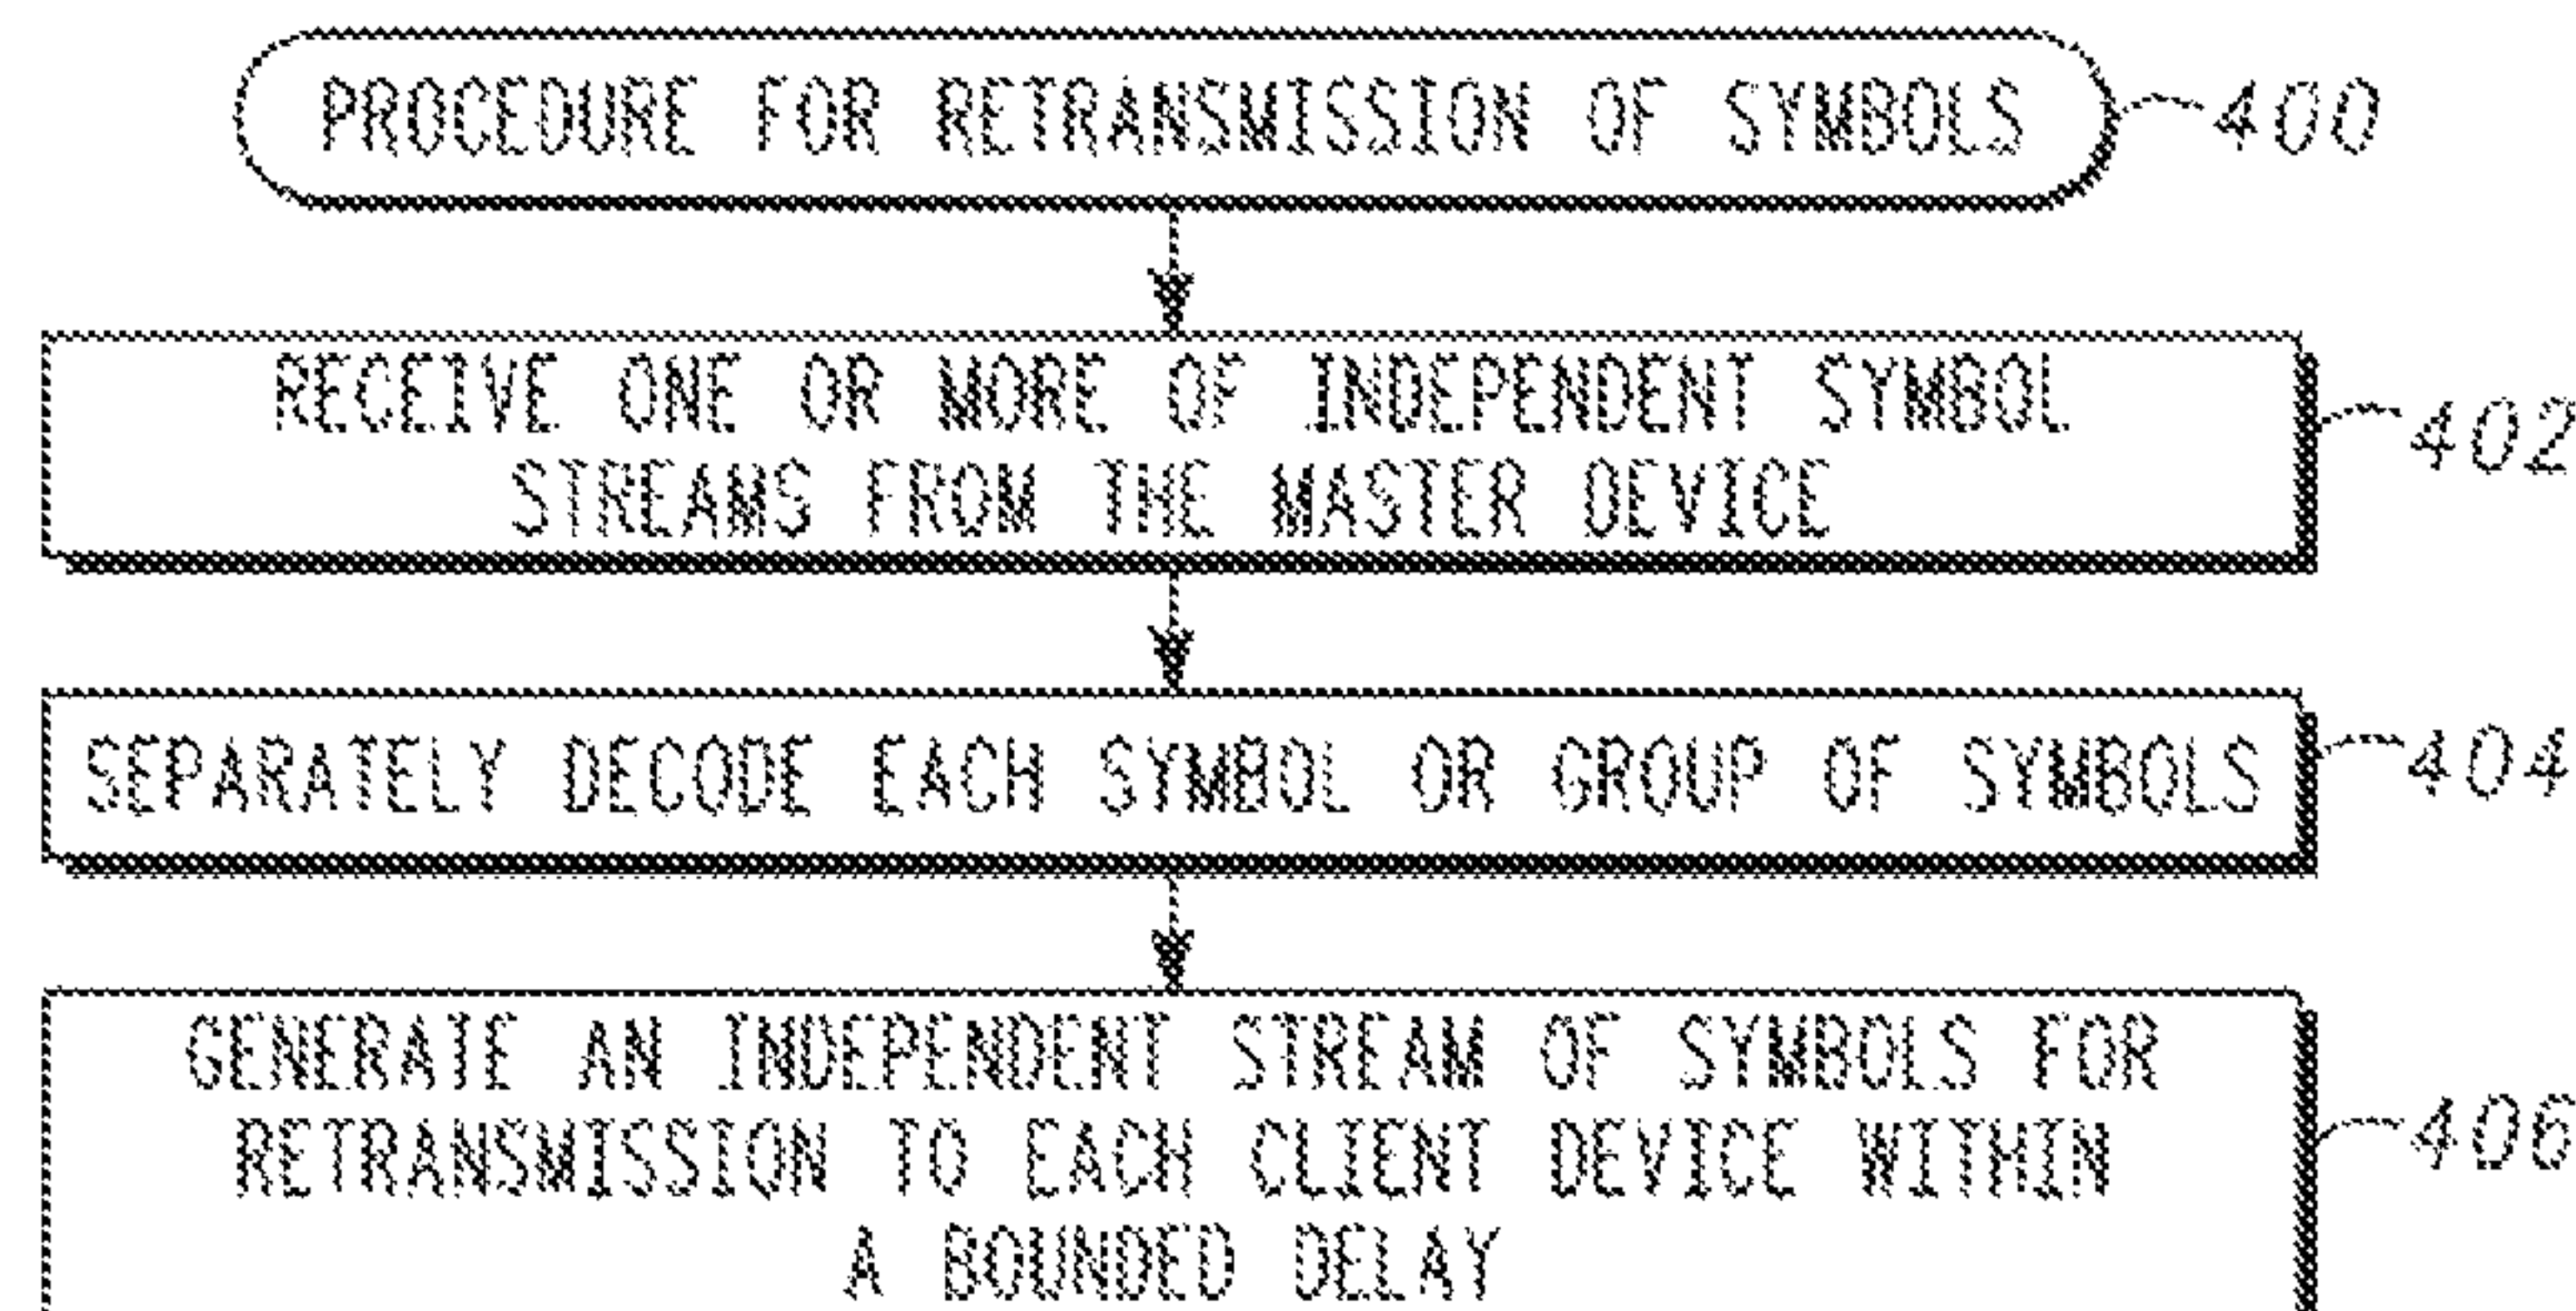 PROCEDURE FOR RETRANSMISSION OF SYMBOLS 400
RECEIVE ONE OR MORE OF INDEPENDENT SYMBOL
STREAMS FROM THE MASTER DEVICE
402
SEPARATELY DECODE EACH SYMBOL OR GROUP OF SYMBOLS 404
GENERATE AN INDEPENDENT STREAM OF SYMBOLS FOR
RETRANSMISSION TO EACH CLIENT DEVICE WITHIN
A BOUNDED DELAY
406